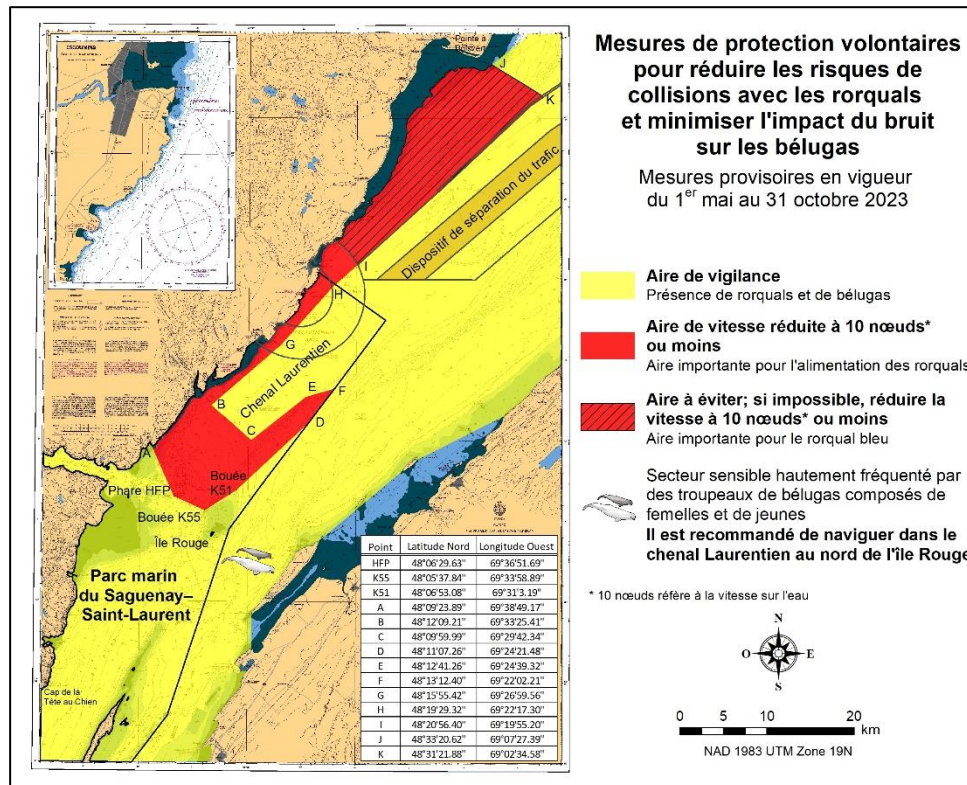 Mesures de protection volontaires
pour réduire les risques de
collisions avec les rorquals
et minimiser l'impact du bruit
sur les bélugas
Mesures provisoires en vigueur
du 1er mai au 31 octobre 2023
Aire de vigilance
Présence de rorquals et de bélugas
Aire de vitesse réduite à 10 nœuds*
ou moins
Aire importante pour l'alimentation des rorquals
Aire à éviter; si impossible, réduire la
vitesse à 10 nœuds* ou moins
Aire importante pour le rorqual bleu
Secteur sensible hautement fréquenté par
des troupeaux de bélugas composés de
femelles et de jeunes
Il est recommandé de naviguer dans le
chenal Laurentien au nord de l'île Rouge
* 10 nœuds réfère à la vitesse sur l'eau
N
O E
S
0 5 10 20
km
NAD 1983 UTM Zone 19N
Pointe à
Boisvert
J
K
Dispositif de séparation du trafic
I
H
G
Chenal Laurentien
E
F
B
D
C
A
Bouée
K51
Phare HFP
Bouée K55
Île Rouge
Parc marin
du Saguenay–
Saint-Laurent
Cap de la
Tête au Chien
Point Latitude Nord Longitude Ouest
HFP 48°06'29.63" 69°36'51.69"
K55 48°05'37.84" 69°33'58.89"
K51 48°06'53.08" 69°31'3.19"
A 48°09'23.89" 69°38'49.17"
B 48°12'09.21" 69°33'25.41"
C 48°09'59.99" 69°29'42.34"
D 48°11'07.26" 69°24'21.48"
E 48°12'41.26" 69°24'39.32"
F 48°13'12.40" 69°22'02.21"
G 48°15'55.42" 69°26'59.56"
H 48°19'29.32" 69°22'17.30"
I 48°20'56.40" 69°19'55.20"
J 48°33'20.62" 69°07'27.39"
K 48°31'21.88" 69°02'34.58"